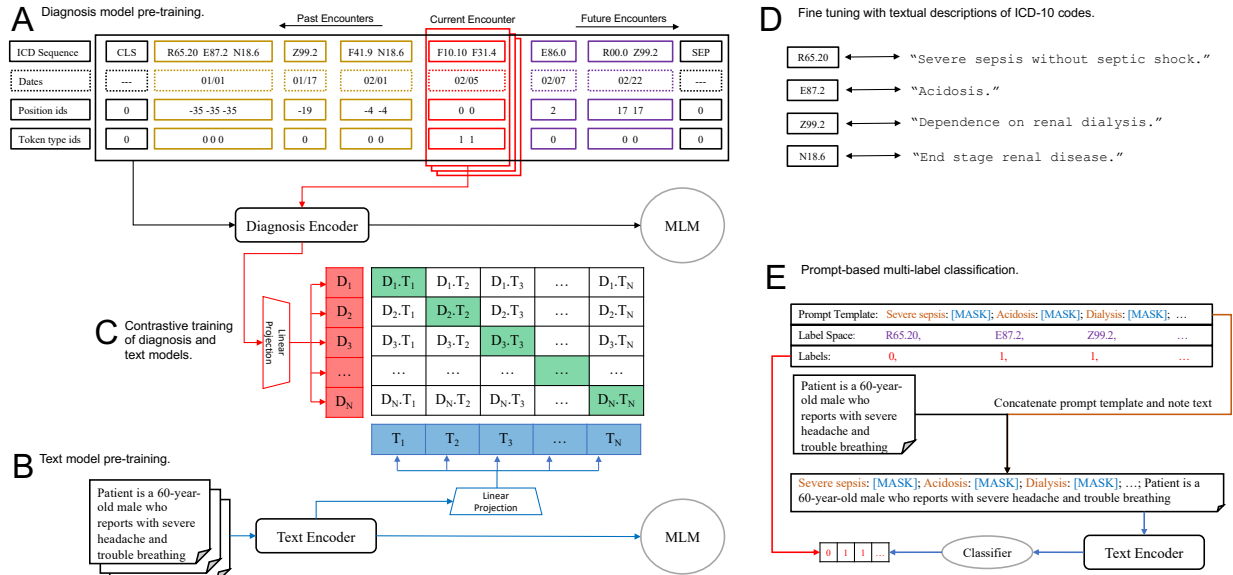 A Diagnosis model pre-training.
Past Encounters Current Encounter Future Encounters
ICD Sequence CLS R65.20 E87.2 N18.6 Z99.2 F41.9 N18.6 F10.10 F31.4 E86.0 R00.0 Z99.2 SEP
Dates --- 01/01 01/17 02/01 02/05 02/07 02/22 ---
Position ids 0 -35 -35 -35 -19 -4 -4 0 0 2 17 17 0
Token type ids 0 0 0 0 0 0 0 1 1 0 0 0 0
Diagnosis Encoder
MLM
C Contrastive training
of diagnosis and
text models.
Linear
Projection
D1 D1.T1 D1.T2 D1.T3 … D1.TN
D2 D2.T2 D2.T2 D2.T3 … D2.TN
D3 D3.T1 D3.T2 D3.T3 … D3.TN
… … … … …
DN DN.T1 DN.T2 DN.T3 … DN.TN
T1 T2 T3 … TN
B Text model pre-training.
Patient is a 60-year-
old male who
reports with severe
headache and
trouble breathing
Linear
Projection
Text Encoder
MLM
D Fine tuning with textual descriptions of ICD-10 codes.
R65.20 “Severe sepsis without septic shock.”
E87.2 “Acidosis.”
Z99.2 “Dependence on renal dialysis.”
N18.6 “End stage renal disease.”
E Prompt-based multi-label classification.
Prompt Template: Severe sepsis: [MASK]; Acidosis: [MASK]; Dialysis: [MASK]; …
Label Space: R65.20, E87.2, Z99.2, …
Labels: 0, 1, 1, …
Patient is a 60-year-
old male who
reports with severe
headache and
trouble breathing
Concatenate prompt template and note text
Severe sepsis: [MASK]; Acidosis: [MASK]; Dialysis: [MASK]; …; Patient is a
60-year-old male who reports with severe headache and trouble breathing
0 1 1 …
Classifier
Text Encoder